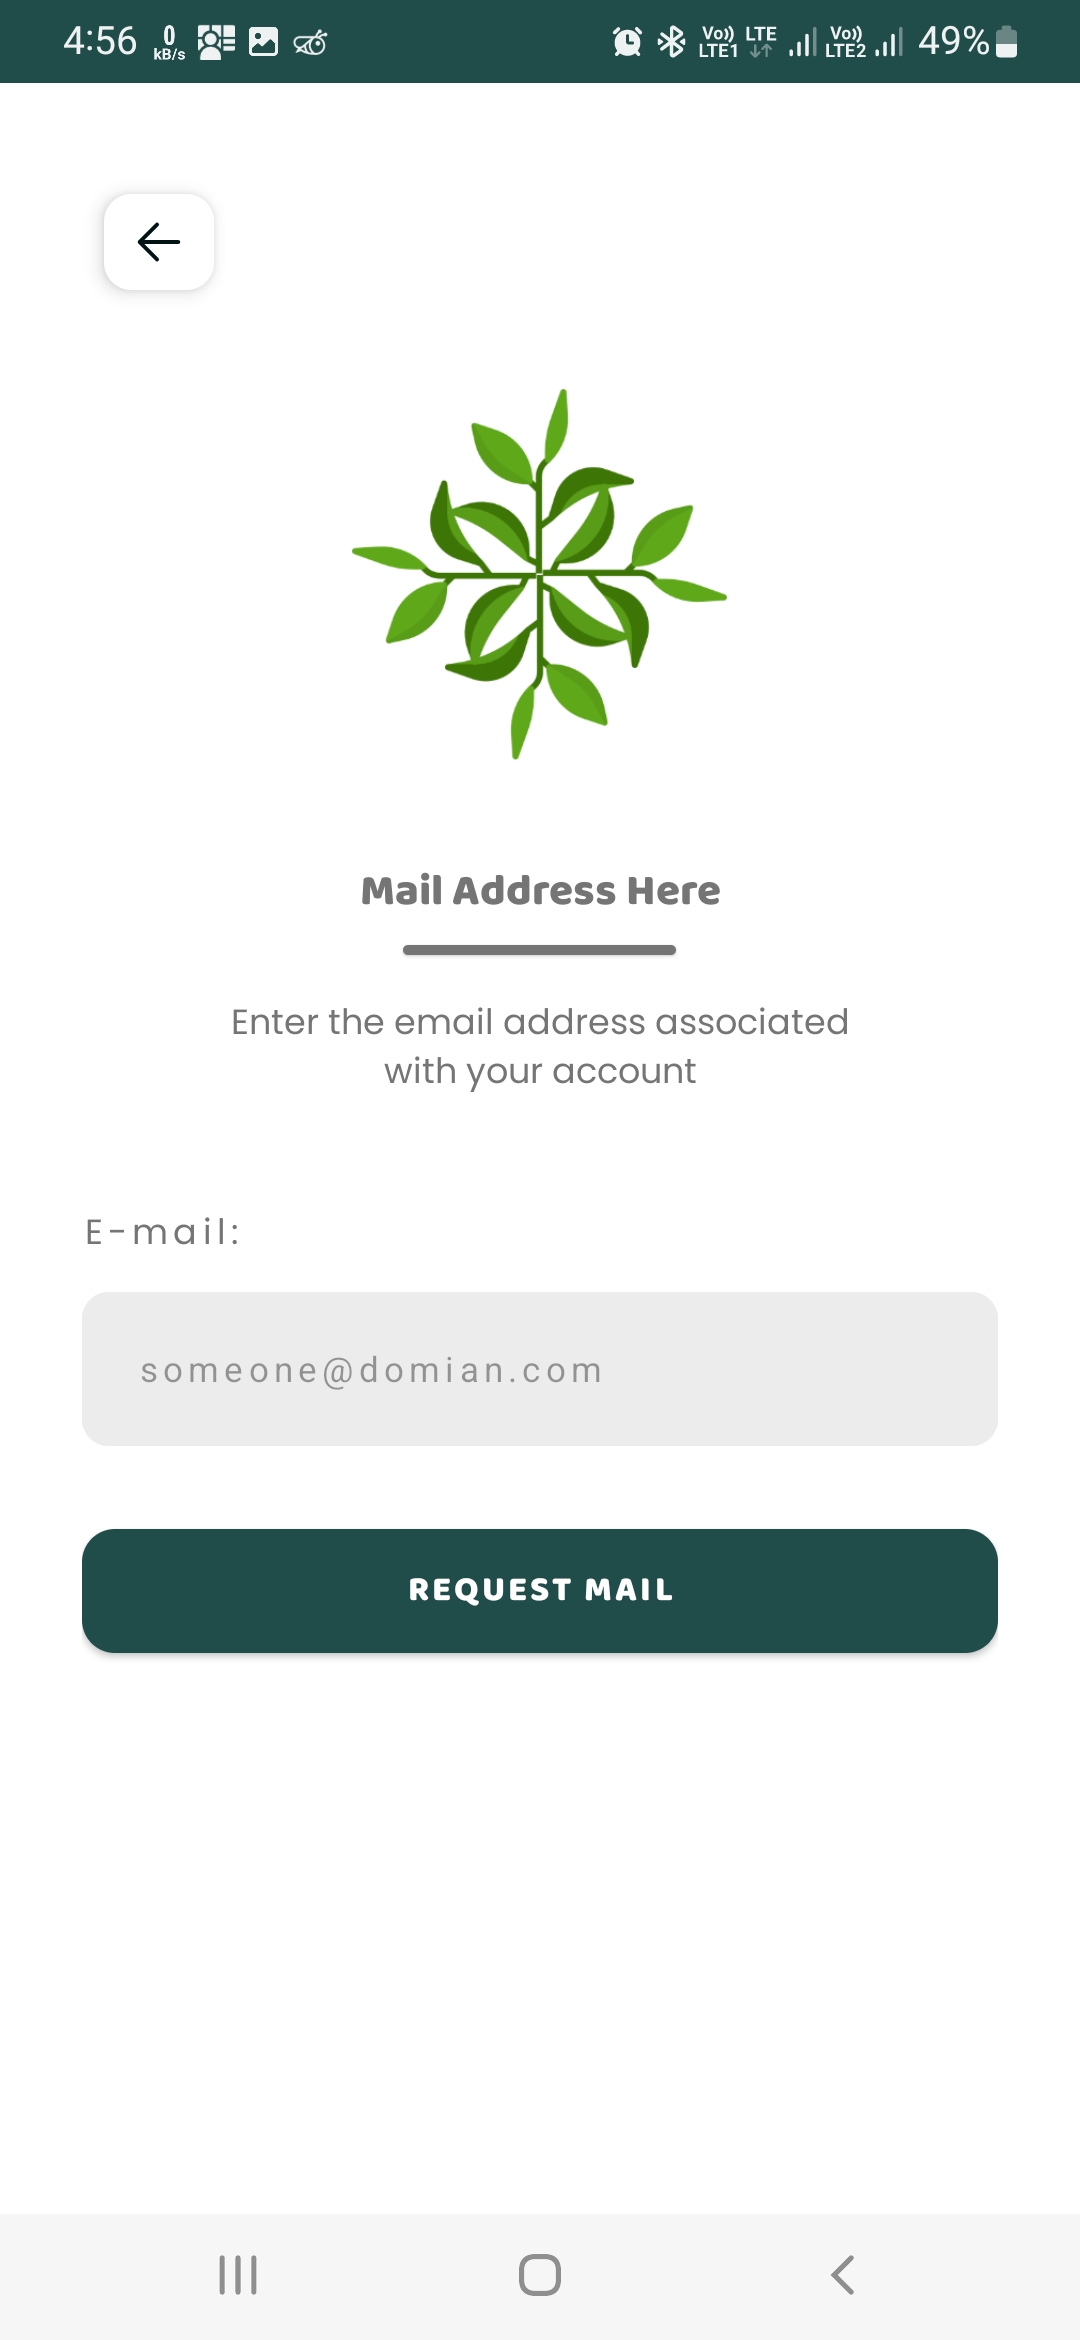 4:56 0 kB/s Vo)) LTE1 LTE Vo)) LTE2 49%
Mail Address Here
Enter the email address associated
with your account
E-mail:
someone@domian.com
REQUEST MAIL